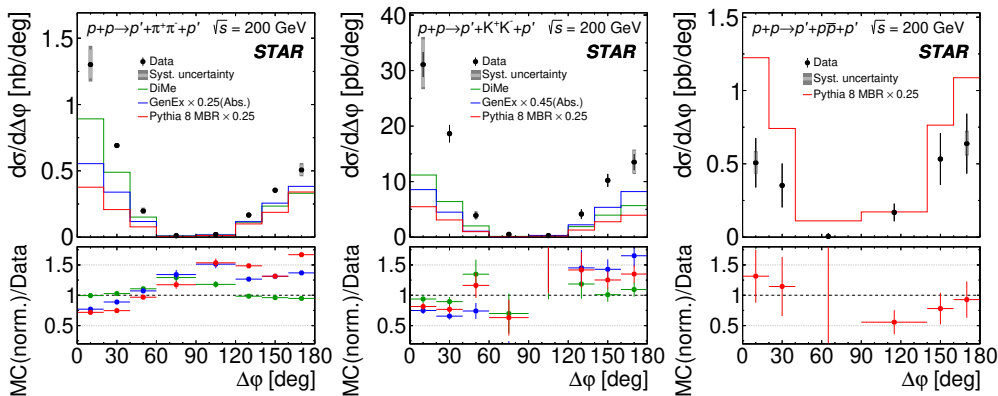 p+p→p′+π⁺π⁻+p′ √s = 200 GeV
STAR
Data
Syst. uncertainty
DiMe
GenEx × 0.25(Abs.)
Pythia 8 MBR × 0.25
dσ/dΔφ [nb/deg]
1.5
1
0.5
0
MC(norm.)/Data
1.5
1
0.5
0 30 60 90 120 150 180
Δφ [deg]
p+p→p′+K⁺K⁻+p′ √s = 200 GeV
STAR
Data
Syst. uncertainty
DiMe
GenEx × 0.45(Abs.)
Pythia 8 MBR × 0.25
dσ/dΔφ [pb/deg]
40
30
20
10
0
MC(norm.)/Data
1.5
1
0.5
0 30 60 90 120 150 180
Δφ [deg]
p+p→p′+pp̅+p′ √s = 200 GeV
STAR
Data
Syst. uncertainty
Pythia 8 MBR × 0.25
dσ/dΔφ [pb/deg]
1.5
1
0.5
0
MC(norm.)/Data
1.5
1
0.5
0 30 60 90 120 150 180
Δφ [deg]